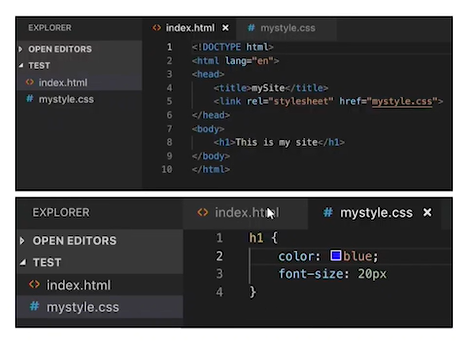 EXPLORER
index.html ×
mystyle.css
OPEN EDITORS
TEST
index.html
mystyle.css
1 <!DOCTYPE html>
2 <html lang="en">
3 <head>
4 <title>mySite</title>
5 <link rel="stylesheet" href="mystyle.css">
6 </head>
7 <body>
8 <h1>This is my site</h1>
9 </body>
10 </html>
EXPLORER
index.html
mystyle.css ×
OPEN EDITORS
TEST
index.html
mystyle.css
1 h1 {
2 color: blue;
3 font-size: 20px
4 }